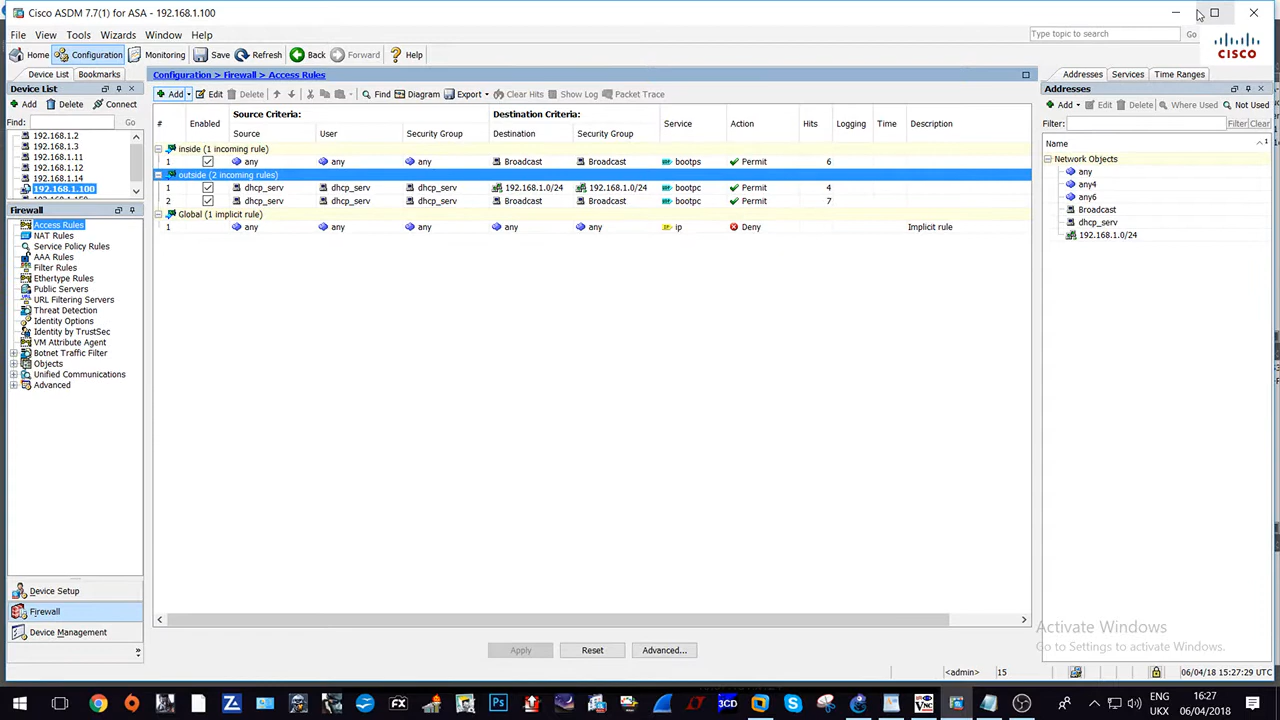 Cisco ASDM 7.7(1) for ASA - 192.168.1.100
File View Tools Wizards Window Help
Type topic to search Go
CISCO
Home Configuration Monitoring Save Refresh Back Forward Help
Device List Bookmarks
Device List
Add Delete Connect
Find: Go
192.168.1.2
192.168.1.3
192.168.1.11
192.168.1.12
192.168.1.14
192.168.1.100
Firewall
Access Rules
NAT Rules
Service Policy Rules
AAA Rules
Filter Rules
Ethertype Rules
Public Servers
URL Filtering Servers
Threat Detection
Identity Options
Identity by TrustSec
VM Attribute Agent
Botnet Traffic Filter
Objects
Unified Communications
Advanced
Device Setup
Firewall
Device Management
Configuration > Firewall > Access Rules
Add Edit Delete Find Diagram Export Clear Hits Show Log Packet Trace
Source Criteria: Destination Criteria:
# Enabled Source User Security Group Destination Security Group Service Action Hits Logging Time Description
inside (1 incoming rule)
1 any any any Broadcast Broadcast bootps Permit 6
outside (2 incoming rules)
1 dhcp_serv dhcp_serv dhcp_serv 192.168.1.0/24 192.168.1.0/24 bootpc Permit 4
2 dhcp_serv dhcp_serv dhcp_serv Broadcast Broadcast bootpc Permit 7
Global (1 implicit rule)
1 any any any any any ip Deny Implicit rule
Apply Reset Advanced...
Addresses Services Time Ranges
Addresses
Add Edit Delete Where Used Not Used
Filter: Filter Clear
Name 1
Network Objects
any
any4
any6
Broadcast
dhcp_serv
192.168.1.0/24
Activate Windows
Go to Settings to activate Windows.
<admin> 15 06/04/18 15:27:29 UTC
ENG 16:27
UKX 06/04/2018